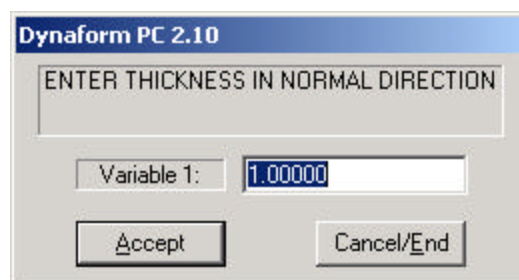 Dynaform PC 2.10
ENTER THICKNESS IN NORMAL DIRECTION
Variable 1: 1.00000
Accept Cancel/End